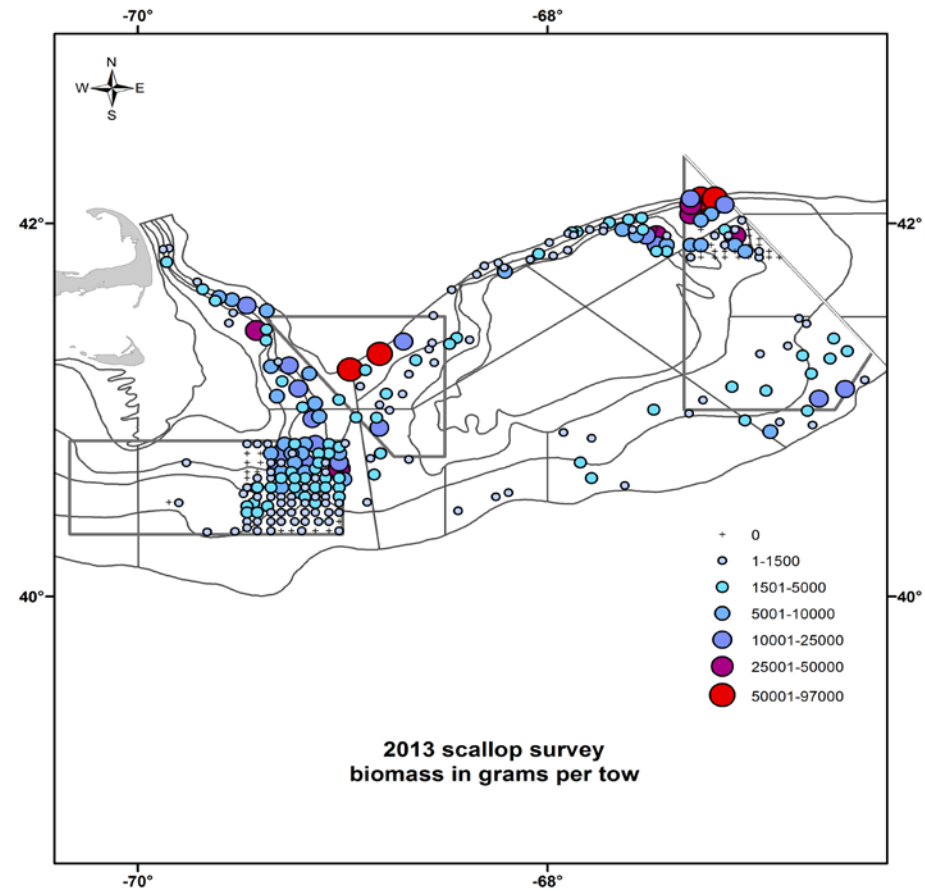 -70°
-68°
N
W
E
S
42°
42°
0
1-1500
1501-5000
5001-10000
10001-25000
25001-50000
50001-97000
40°
40°
2013 scallop survey
biomass in grams per tow
-70°
-68°